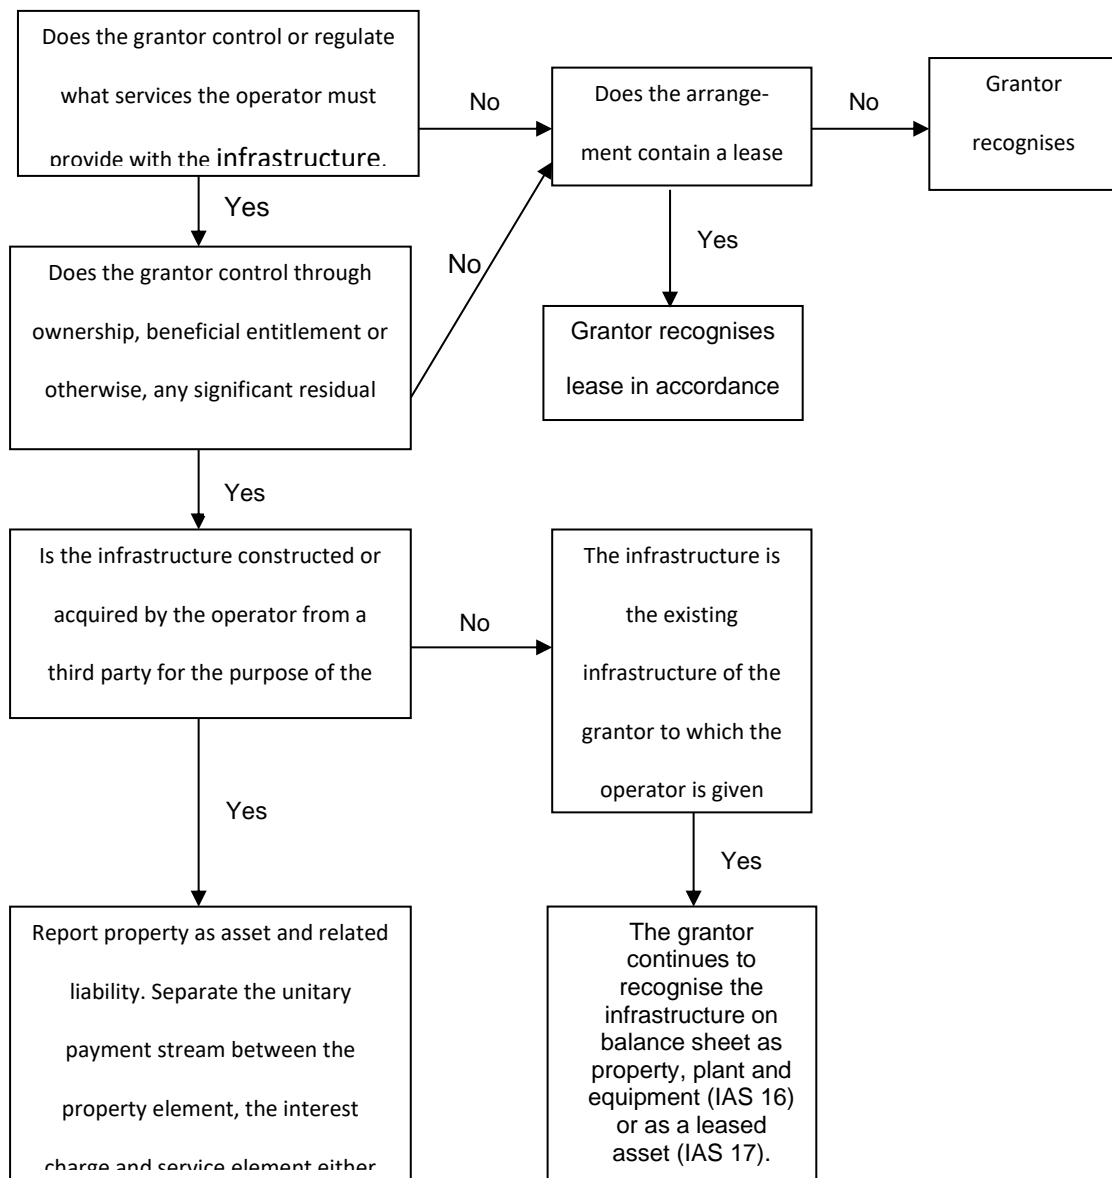 Does the grantor control or regulate
what services the operator must
provide with the infrastructure.
No
Does the arrange-
ment contain a lease
No
Grantor
recognises
Yes
Yes
Grantor recognises
lease in accordance
Does the grantor control through
ownership, beneficial entitlement or
otherwise, any significant residual
No
Yes
Is the infrastructure constructed or
acquired by the operator from a
third party for the purpose of the
No
The infrastructure is
the existing
infrastructure of the
grantor to which the
operator is given
Yes
Yes
Report property as asset and related
liability. Separate the unitary
payment stream between the
property element, the interest
charge and service element either
The grantor
continues to
recognise the
infrastructure on
balance sheet as
property, plant and
equipment (IAS 16)
or as a leased
asset (IAS 17).